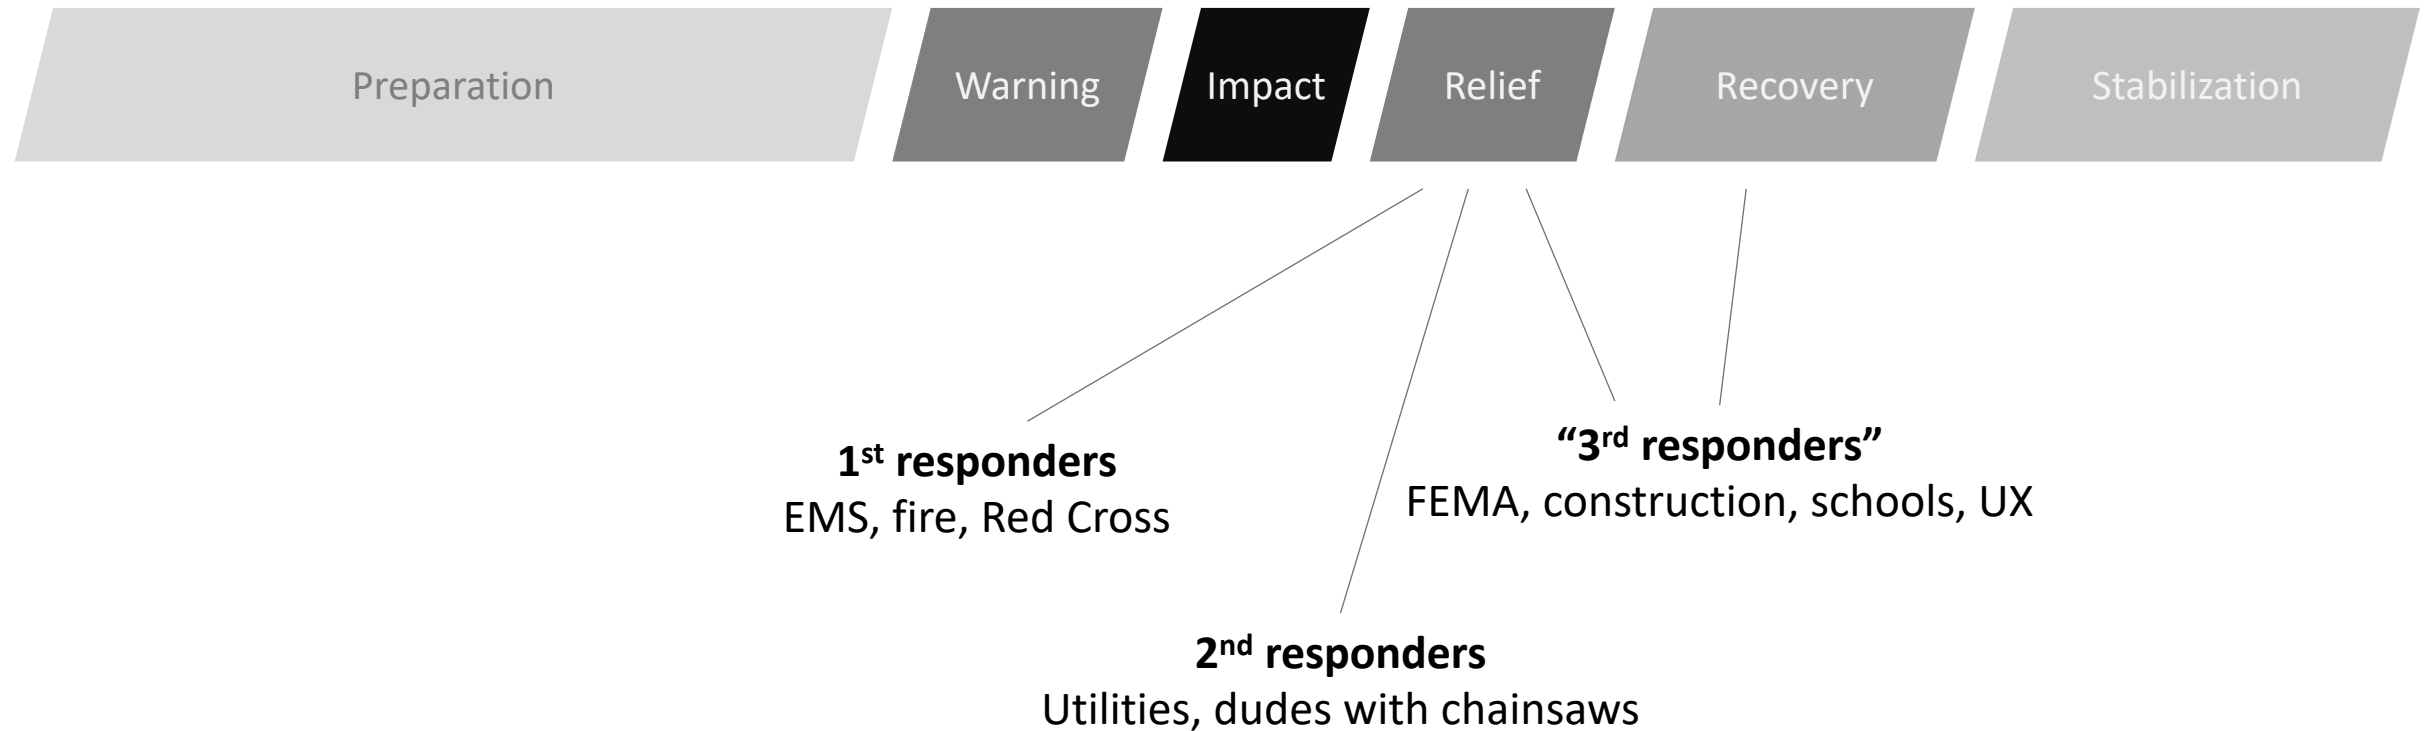 Preparation
Warning
Impact
Relief
Recovery
Stabilization
1st responders
EMS, fire, Red Cross
“3rd responders”
FEMA, construction, schools, UX
2nd responders
Utilities, dudes with chainsaws